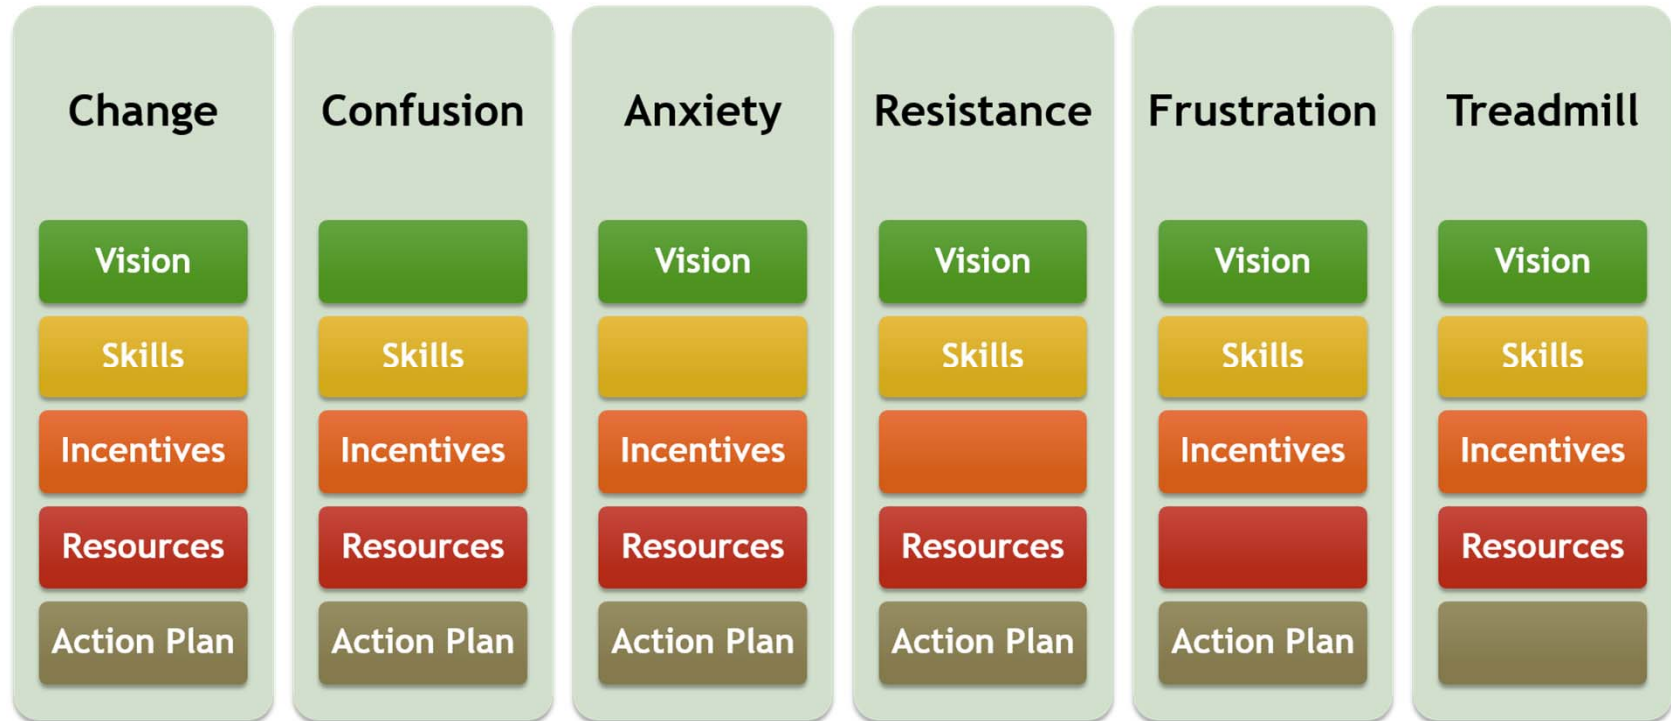 Change
Vision
Skills
Incentives
Resources
Action Plan
Confusion
Skills
Incentives
Resources
Action Plan
Anxiety
Vision
Incentives
Resources
Action Plan
Resistance
Vision
Skills
Resources
Action Plan
Frustration
Vision
Skills
Incentives
Action Plan
Treadmill
Vision
Skills
Incentives
Resources